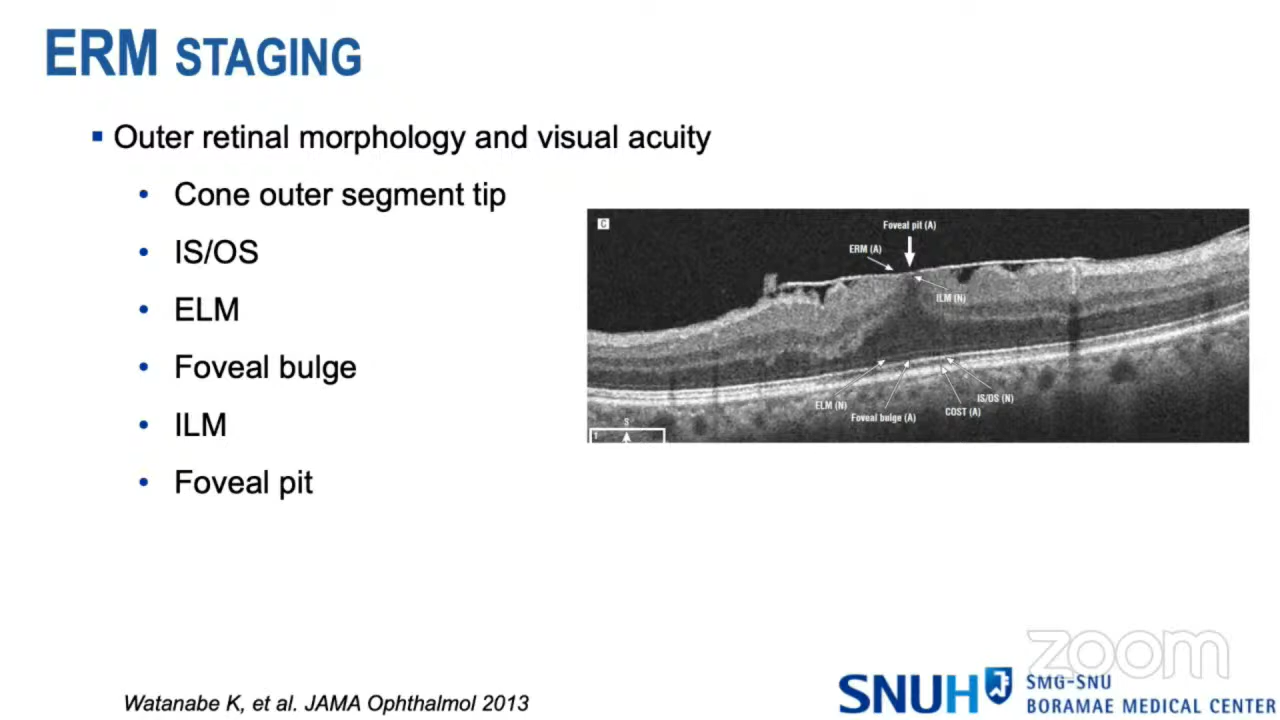 ERM STAGING
Outer retinal morphology and visual acuity
Cone outer segment tip
IS/OS
ELM
Foveal bulge
ILM
Foveal pit
C
Foveal pit (A)
ERM (A)
ILM (N)
ELM (N)
Foveal bulge (A)
COST (A)
IS/OS (N)
S
1
Watanabe K, et al. JAMA Ophthalmol 2013
zoom
SNUH
SMG-SNU
BORAMAE MEDICAL CENTER